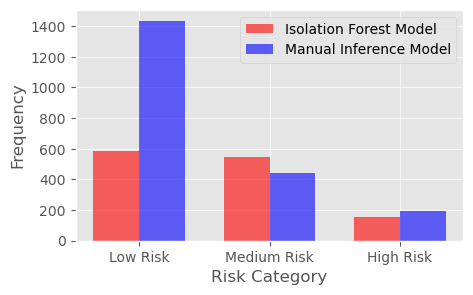 1400
1200
1000
800
600
400
200
0
Frequency
Isolation Forest Model
Manual Inference Model
Low Risk
Medium Risk
High Risk
Risk Category